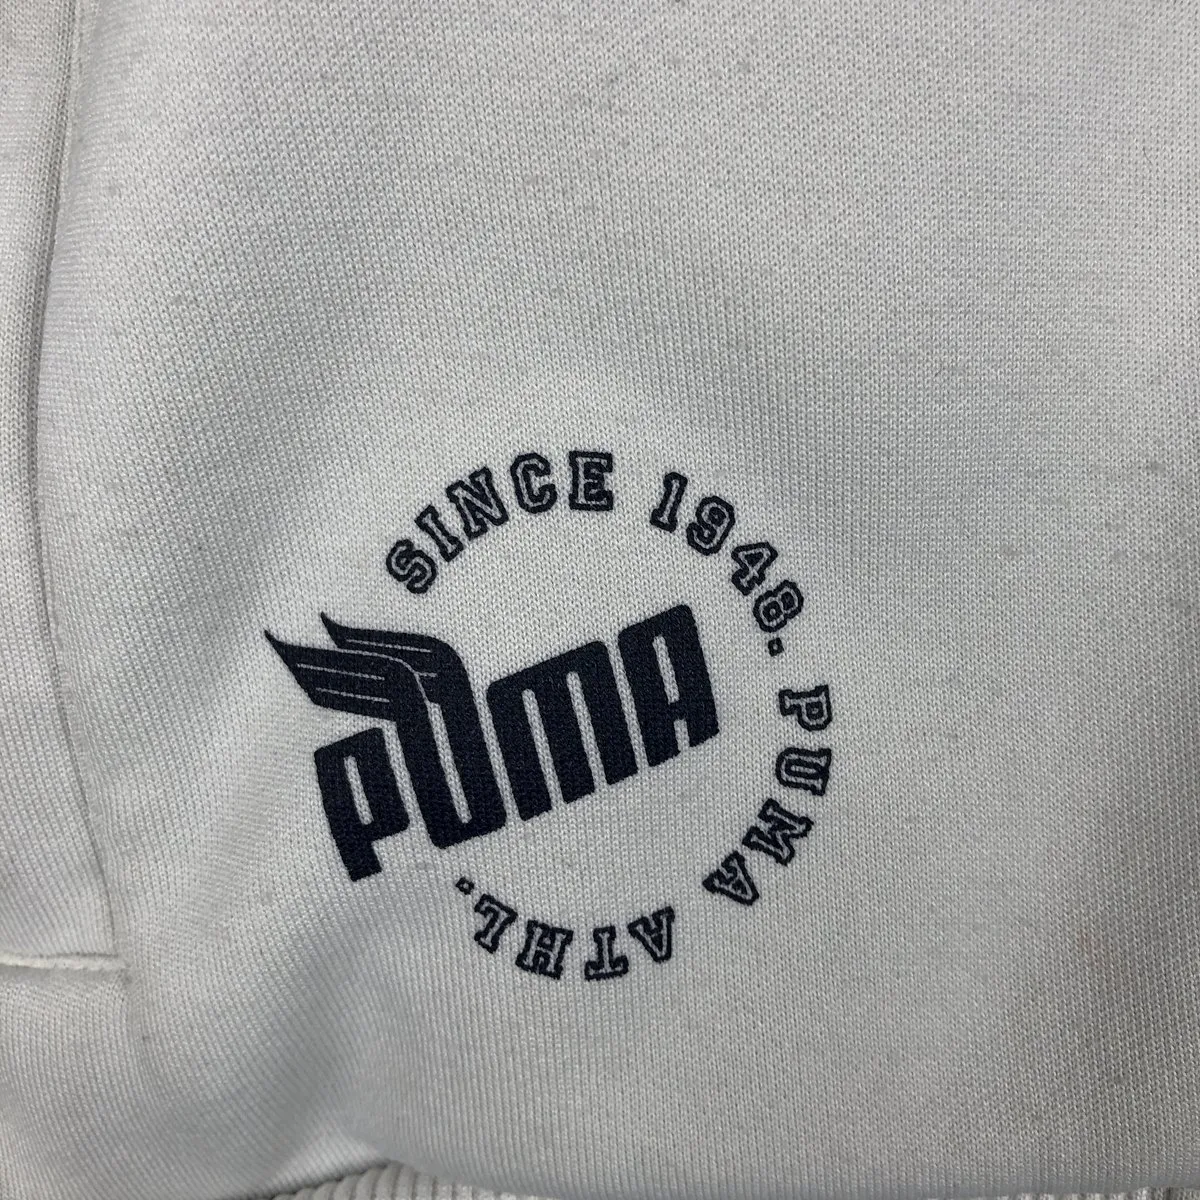 SINCE 1948. PUMA ATHL.
PUMA